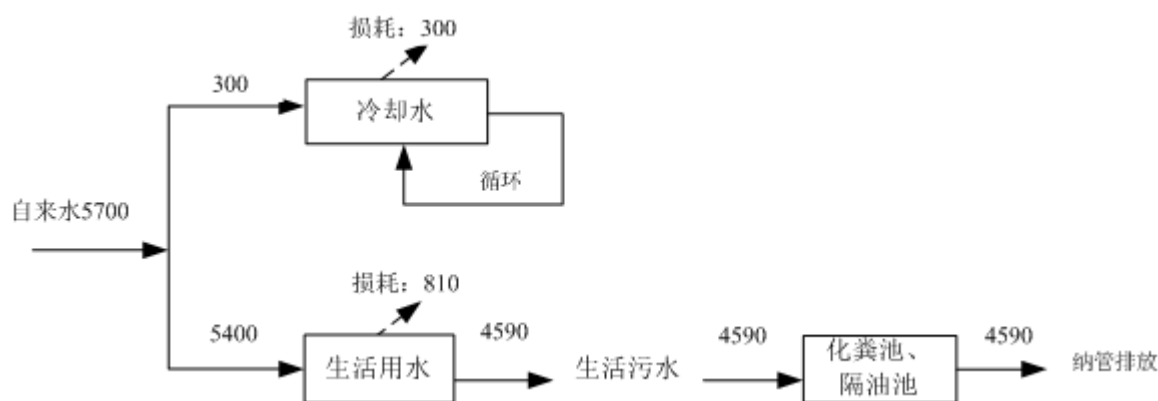 损耗：300
300
冷却水
循环
自来水5700
损耗：810
5400
生活用水
4590
生活污水
4590
化粪池、
隔油池
4590
纳管排放